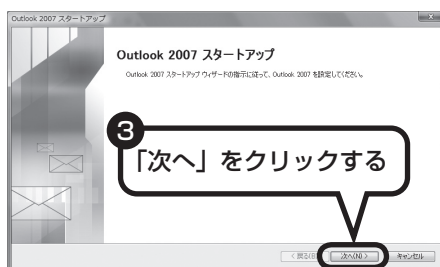 Outlook 2007 スタートアップ
Outlook 2007 スタートアップ
Outlook 2007 スタートアップ ウィザードの指示に従って、Outlook 2007 を設定してください。
3
「次へ」をクリックする
< 戻る(B) 次へ(N) > キャンセル